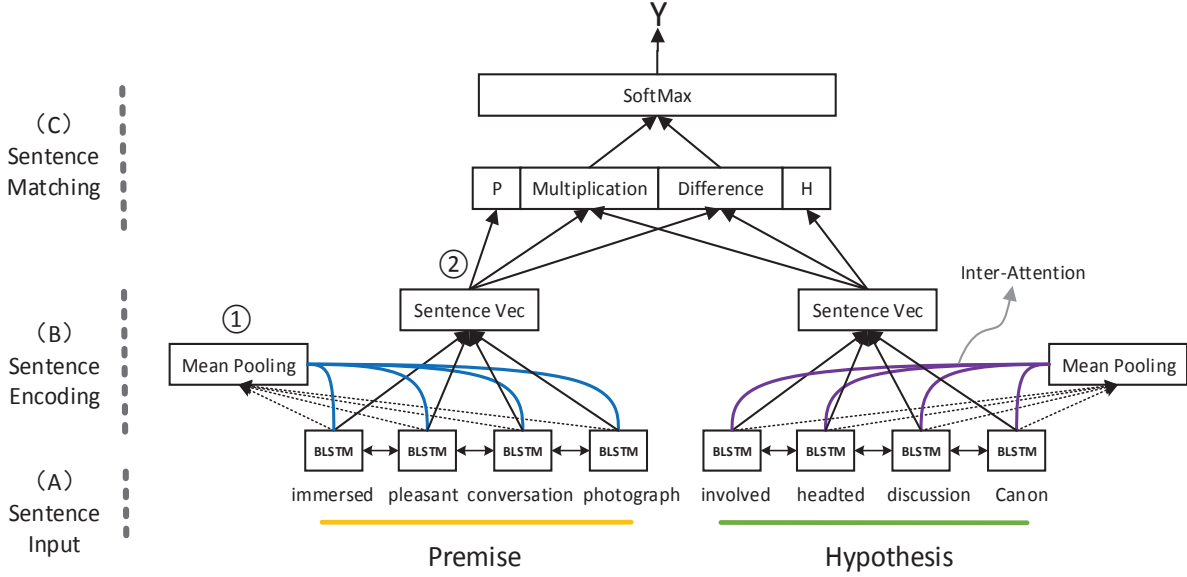 Y
SoftMax
(C)
Sentence
Matching
P Multiplication Difference H
②
Inter-Attention
Sentence Vec Sentence Vec
①
(B)
Sentence
Encoding
Mean Pooling Mean Pooling
BLSTM BLSTM BLSTM BLSTM BLSTM BLSTM BLSTM BLSTM
(A)
Sentence
Input
immersed pleasant conversation photograph involved headted discussion Canon
Premise Hypothesis